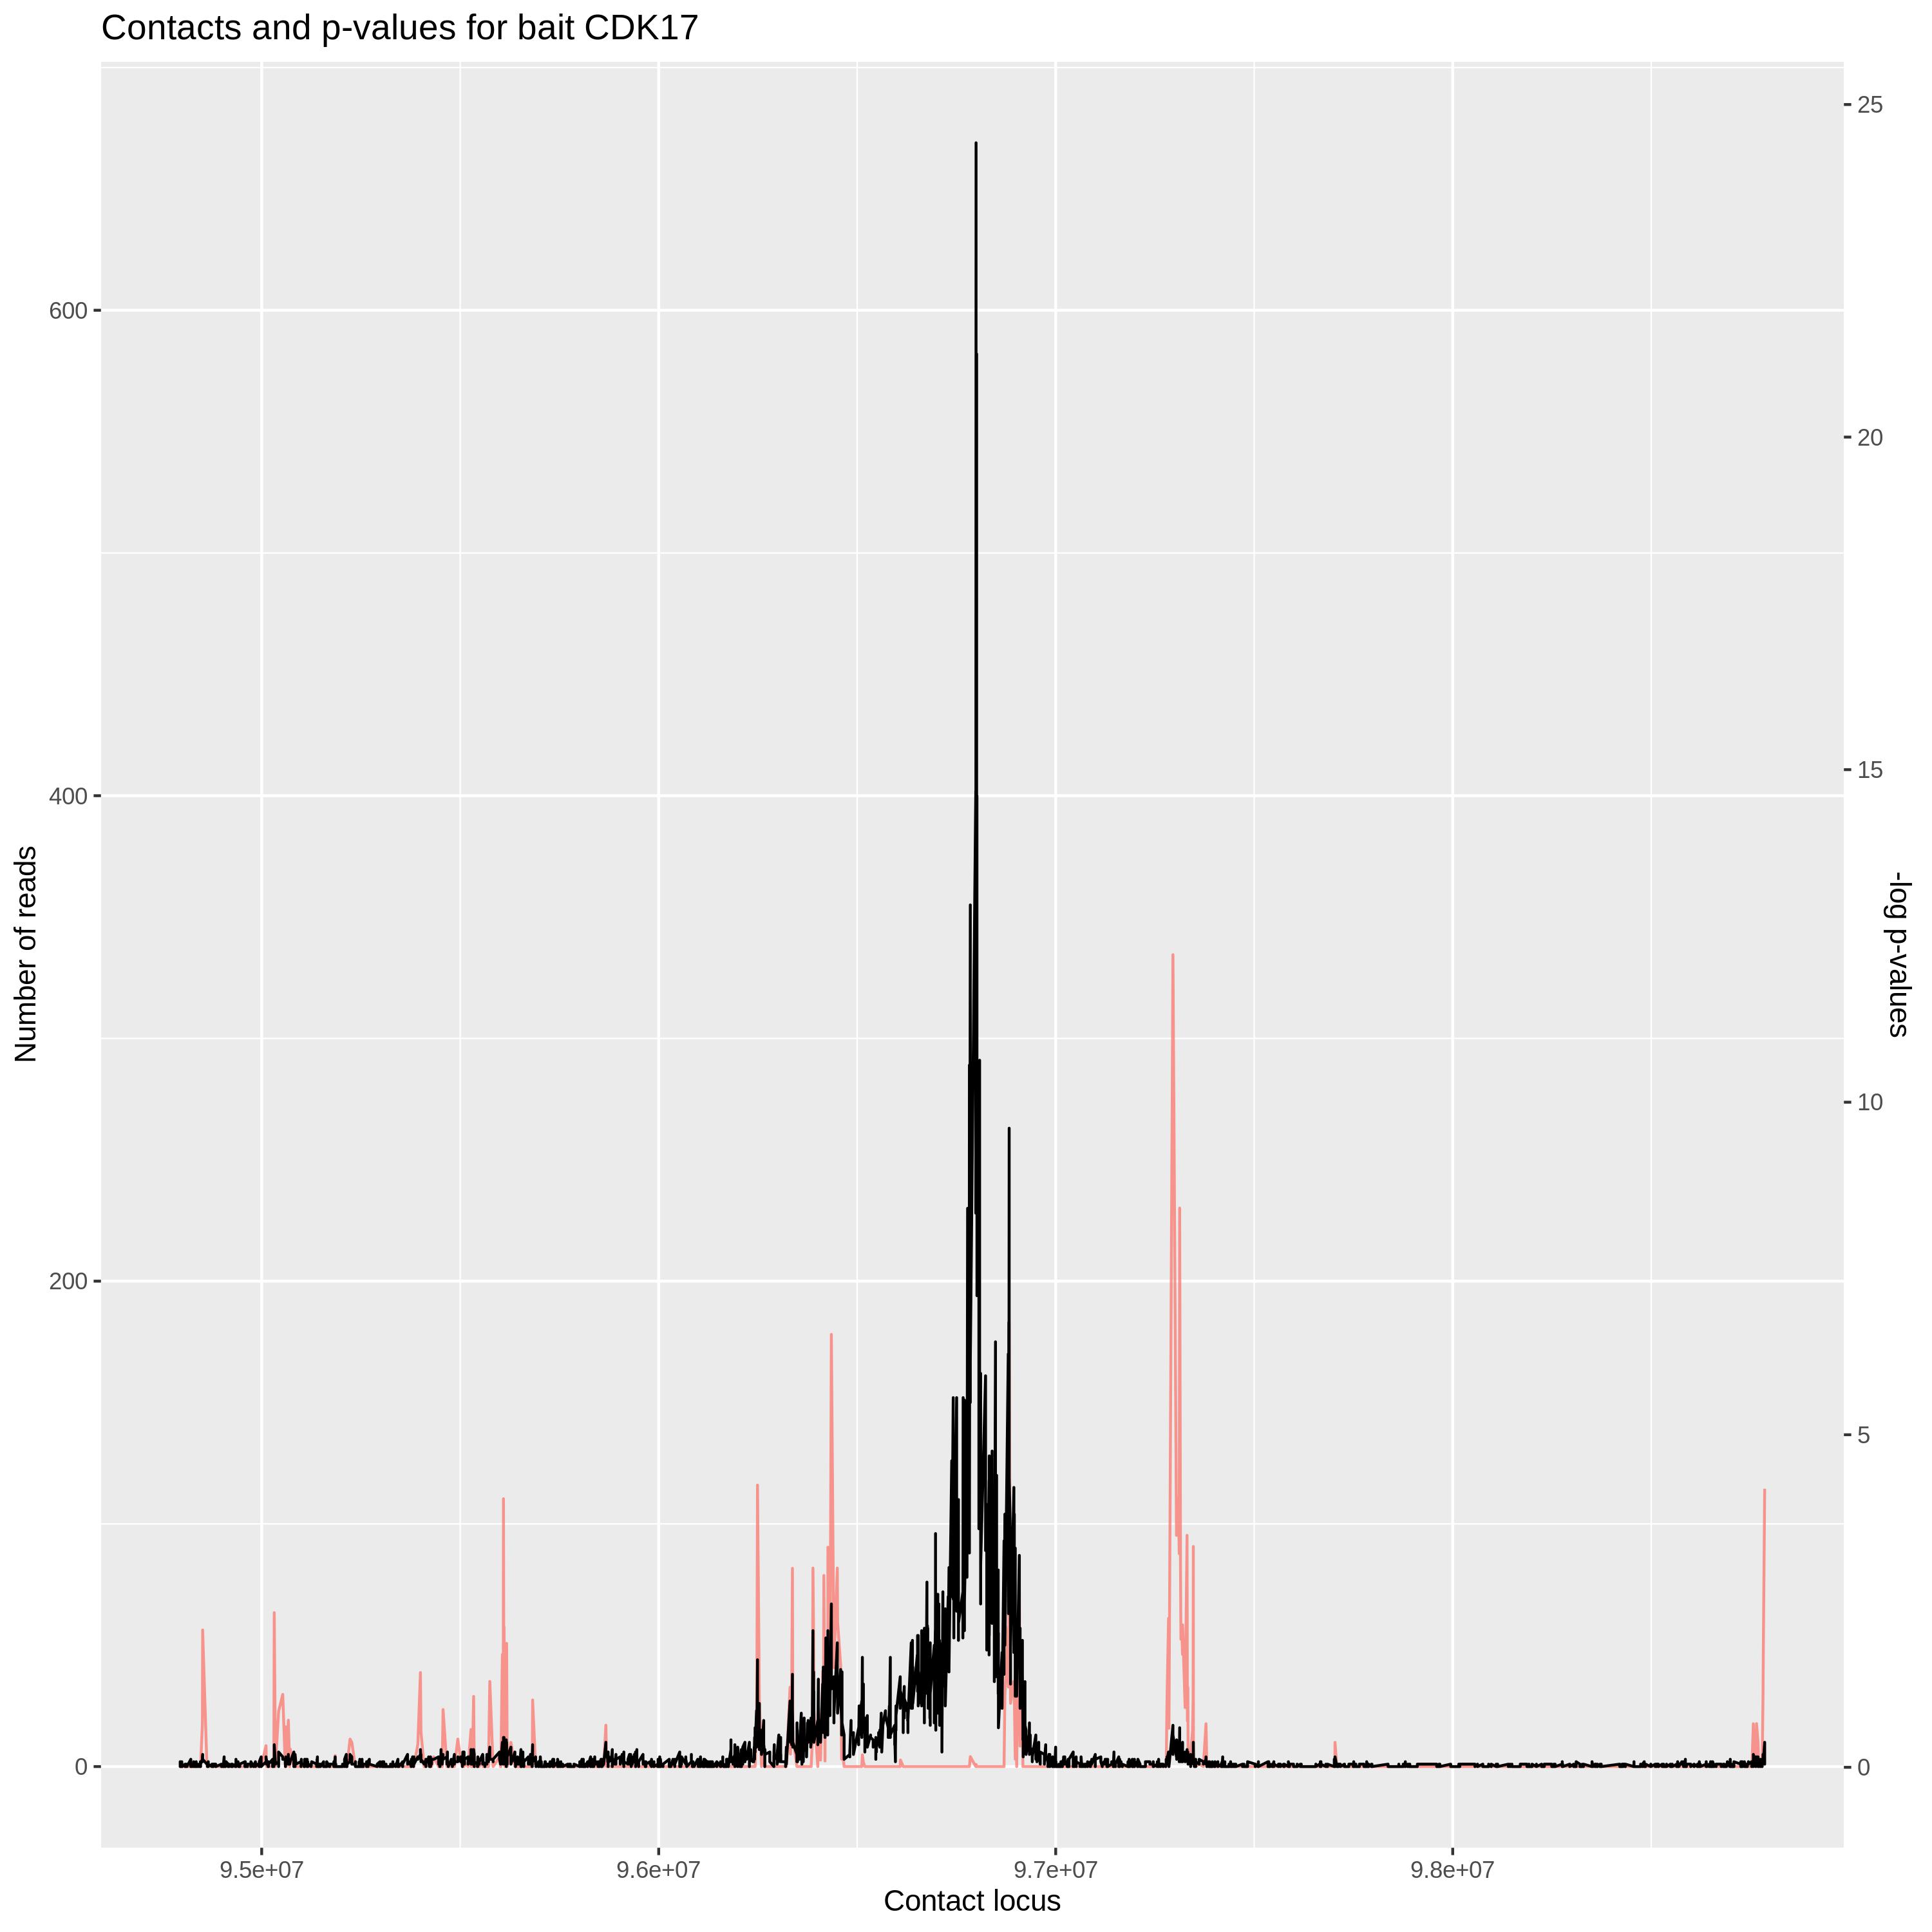 Contacts and p-values for bait CDK17
25
600
20
15
400
Number of reads
-log p-values
10
200
5
0
0
9.5e+07
9.6e+07
9.7e+07
9.8e+07
Contact locus